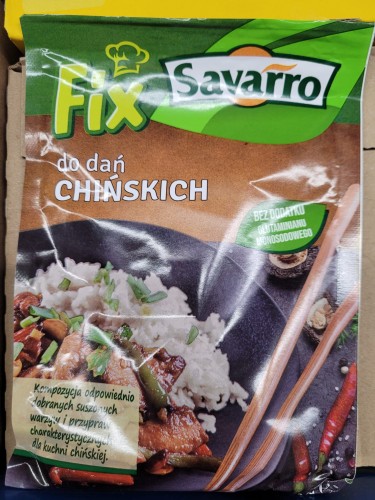 Fix
Savarro
do dań
CHIŃSKICH
BEZ DODATKU
GLUTAMINIANU
MONOSODOWEGO
Kompozycja odpowiednio
dobranych suszonych
warzyw i przypraw
charakterystycznych
dla kuchni chińskiej.